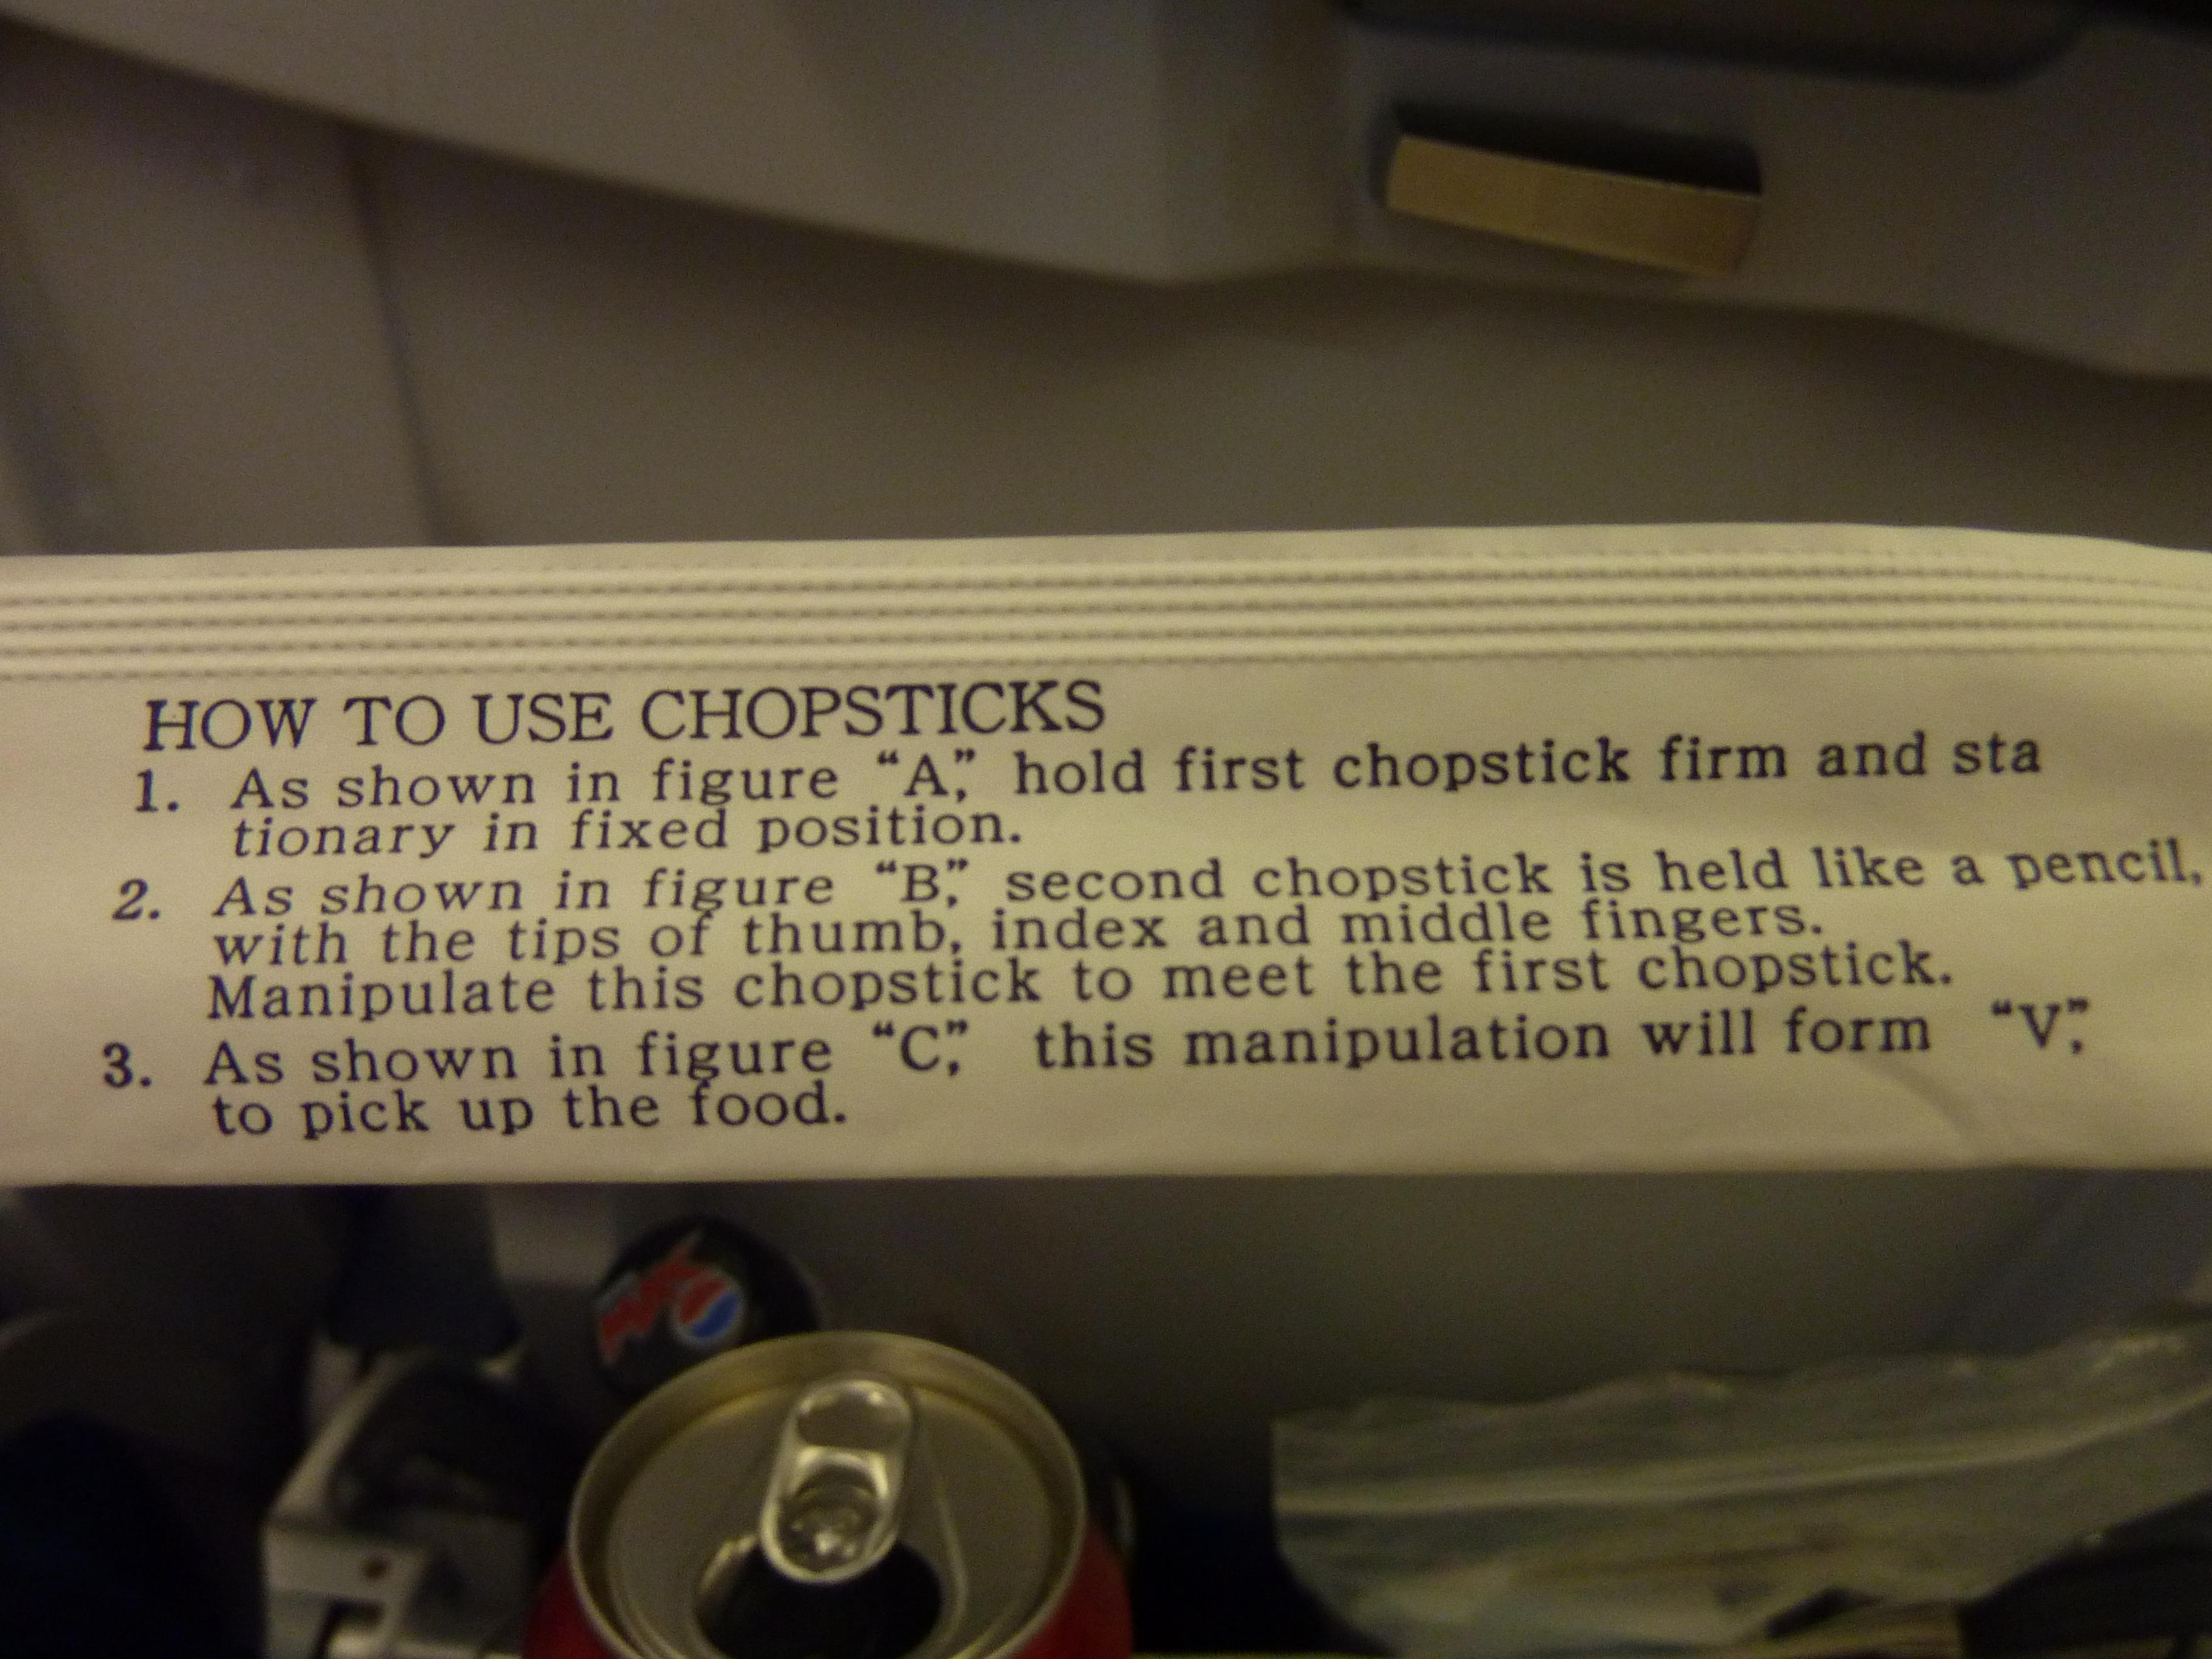 HOW TO USE CHOPSTICKS
1. As shown in figure “A,” hold first chopstick firm and sta
tionary in fixed position.
2. As shown in figure “B,” second chopstick is held like a pencil,
with the tips of thumb, index and middle fingers.
Manipulate this chopstick to meet the first chopstick.
3. As shown in figure “C,” this manipulation will form “V,”
to pick up the food.